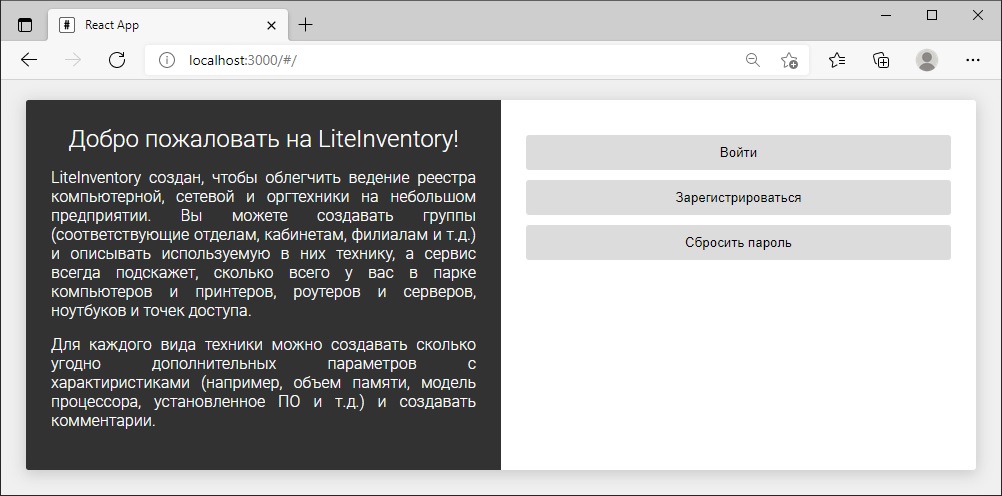 React App
localhost:3000/#/
Добро пожаловать на LiteInventory!
LiteInventory создан, чтобы облегчить ведение реестра
компьютерной, сетевой и оргтехники на небольшом
предприятии. Вы можете создавать группы
(соответствующие отделам, кабинетам, филиалам и т.д.)
и описывать используемую в них технику, а сервис
всегда подскажет, сколько всего у вас в парке
компьютеров и принтеров, роутеров и серверов,
ноутбуков и точек доступа.
Для каждого вида техники можно создавать сколько
угодно дополнительных параметров с
характиристиками (например, объем памяти, модель
процессора, установленное ПО и т.д.) и создавать
комментарии.
Войти
Зарегистрироваться
Сбросить пароль